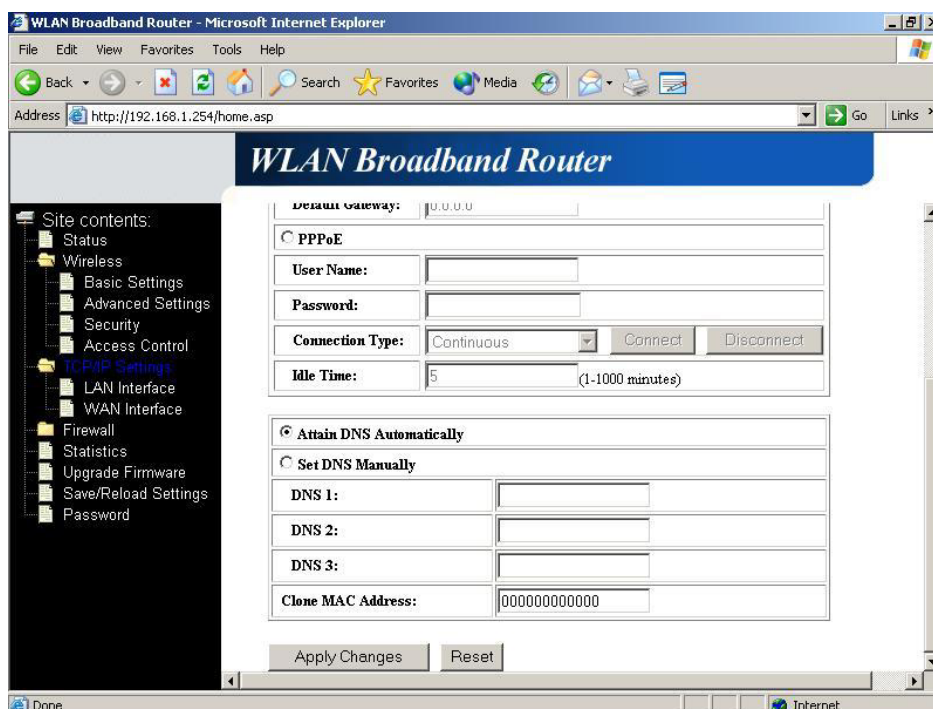 WLAN Broadband Router - Microsoft Internet Explorer
File Edit View Favorites Tools Help
Back Search Favorites Media
Address http://192.168.1.254/home.asp Go Links
WLAN Broadband Router
Site contents:
Status
Wireless
Basic Settings
Advanced Settings
Security
Access Control
TCP/IP Settings
LAN Interface
WAN Interface
Firewall
Statistics
Upgrade Firmware
Save/Reload Settings
Password
Default Gateway: 0.0.0.0
PPPoE
User Name:
Password:
Connection Type: Continuous Connect Disconnect
Idle Time: 5 (1-1000 minutes)
Attain DNS Automatically
Set DNS Manually
DNS 1:
DNS 2:
DNS 3:
Clone MAC Address: 000000000000
Apply Changes Reset
Done Internet